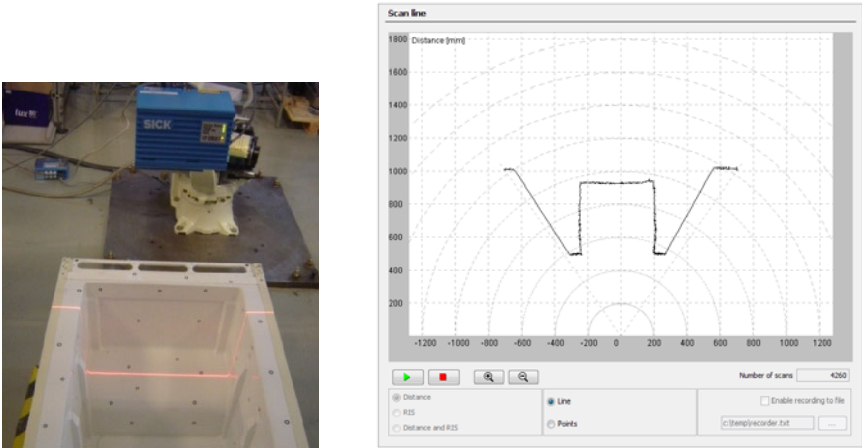 SICK
lux
Scan line
1800 Distance [mm]
1600
1400
1200
1000
800
600
400
200
-1200 -1000 -800 -600 -400 -200 0 200 400 600 800 1000 1200
Number of scans 4260
Distance
RIS
Distance and RIS
Line
Points
Enable recording to file
c:\temp\recorder.txt ...